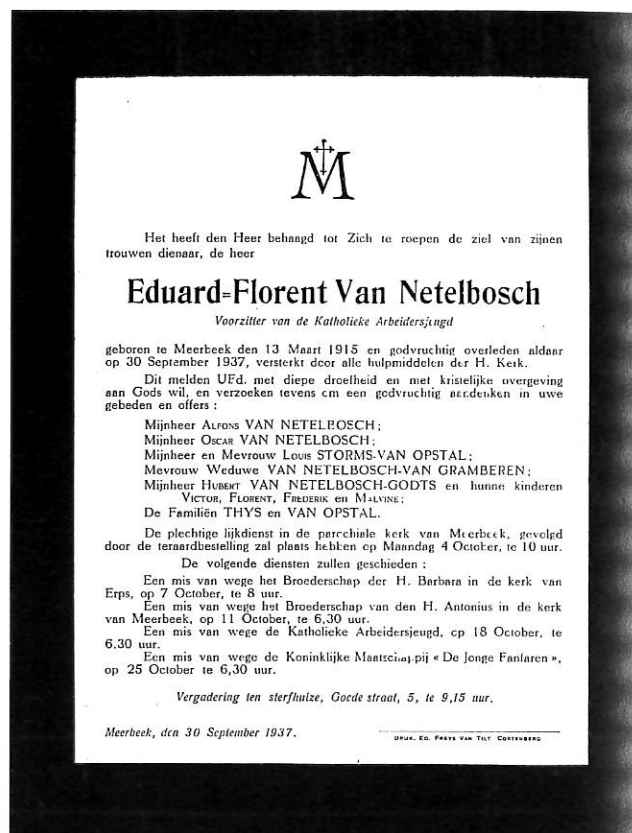 M
Het heeft den Heer behaagd tot Zich te roepen de ziel van zijnen
trouwen dienaar, de heer
Eduard=Florent Van Netelbosch
Voorzitter van de Katholieke Arbeidersjeugd
geboren te Meerbeek den 13 Maart 1915 en godvruchtig overleden aldaar
op 30 September 1937, versterkt door alle hulpmiddelen der H. Kerk.
Dit melden UEd. met diepe droefheid en met kristelijke overgeving
aan Gods wil, en verzoeken tevens om een godvruchtig aandenken in uwe
gebeden en offers :
Mijnheer ALFONS VAN NETELBOSCH ;
Mijnheer OSCAR VAN NETELBOSCH ;
Mijnheer en Mevrouw LOUIS STORMS-VAN OPSTAL ;
Mevrouw Weduwe VAN NETELBOSCH-VAN GRAMBEREN ;
Mijnheer HUBERT VAN NETELBOSCH-GODTS en hunne kinderen
VICTOR, FLORENT, FREDERIK en MALVINE ;
De Familiën THYS en VAN OPSTAL.
De plechtige lijkdienst in de parochiale kerk van Meerbeek, gevolgd
door de teraardbestelling zal plaats hebben op Maandag 4 October, te 10 uur.
De volgende diensten zullen geschieden :
Een mis van wege het Broederschap der H. Barbara in de kerk van
Erps, op 7 October, te 8 uur.
Een mis van wege het Broederschap van den H. Antonius in de kerk
van Meerbeek, op 11 October, te 6,30 uur.
Een mis van wege de Katholieke Arbeidersjeugd, op 18 October, te
6.30 uur.
Een mis van wege de Koninklijke Maatschappij « De Jonge Fanfaren »,
op 25 October te 6,30 uur.
Vergadering ten sterfhuize, Goede straat, 5, te 9,15 uur.
Meerbeek, den 30 September 1937.
DRUK. ED. FREYS VAN TILT CORTENBERG